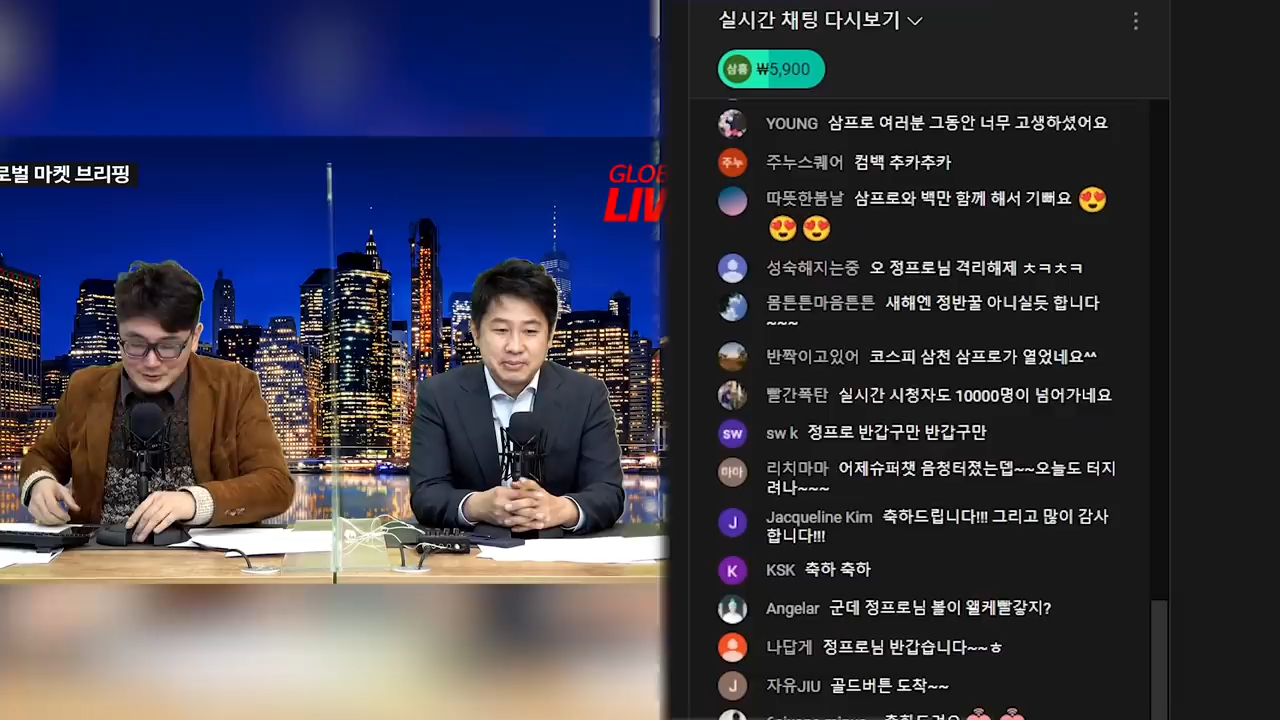 실시간 채팅 다시보기
삼흥 ₩5,900
YOUNG 삼프로 여러분 그동안 너무 고생하셨어요
주누 주누스퀘어 컴백 추카추카
로벌 마켓 브리핑
GLOB
LIV
따뜻한봄날 삼프로와 백만 함께 해서 기뻐요 😍
😍😍
성숙해지는중 오 정프로님 격리해제 ㅊㅋㅊㅋ
몸튼튼마음튼튼 새해엔 정반꿀 아니실듯 합니다
~~~
반짝이고있어 코스피 삼천 삼프로가 열었네요^^
빨간폭탄 실시간 시청자도 10000명이 넘어가네요
SW sw k 정프로 반갑구만 반갑구만
마마 리치마마 어제슈퍼챗 음청터졌는뎁~~오늘도 터지
려나~~~
J Jacqueline Kim 축하드립니다!!! 그리고 많이 감사
합니다!!!
K KSK 축하 축하
Angelar 군데 정프로님 볼이 왤케빨갛지?
나답게 정프로님 반갑습니다~~ㅎ
J 자유JIU 골드버튼 도착~~